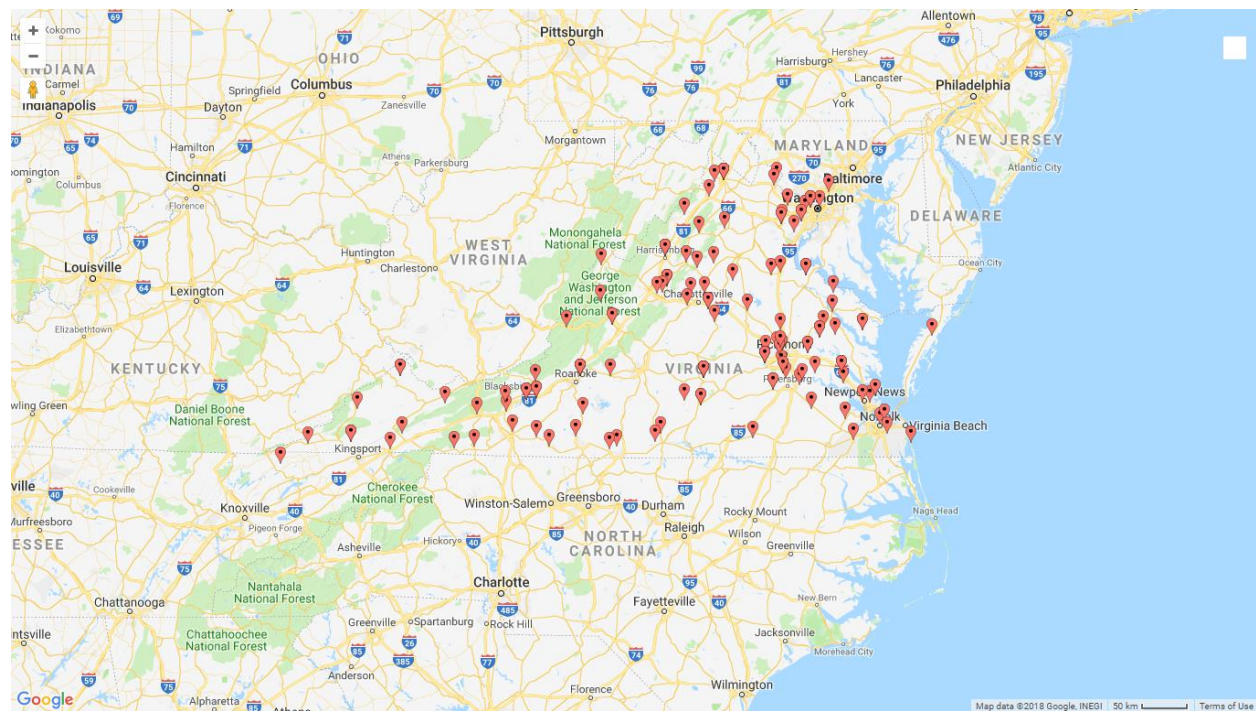 Allentown
Kokomo
Pittsburgh
Hershey
Harrisburg
OHIO
INDIANA
Carmel
Indianapolis
Columbus
Springfield
Dayton
Zanesville
Lancaster
Philadelphia
York
Morgantown
MARYLAND
NEW JERSEY
Hamilton
Athens
Parkersburg
Atlantic City
oomington
Columbus
Cincinnati
Baltimore
Florence
Washington
DELAWARE
Monongahela
National Forest
WEST
VIRGINIA
Huntington
Charleston
Harrisonburg
Louisville
Ocean City
Lexington
George
Washington
and Jefferson
National Forest
Charlottesville
Elizabethtown
KENTUCKY
Richmond
Roanoke
VIRGINIA
Blacksburg
Petersburg
Newport News
wling Green
Daniel Boone
National Forest
Norfolk
Virginia Beach
Kingsport
ville
Cookeville
Cherokee
National Forest
Winston-Salem
Greensboro
Durham
Knoxville
Rocky Mount
Nags Head
Murfreesboro
Pigeon Forge
Raleigh
Wilson
ESSEE
Asheville
Hickory
NORTH
CAROLINA
Greenville
Charlotte
Nantahala
National Forest
Chattanooga
Fayetteville
New Bern
Greenville
Spartanburg
Rock Hill
Chattahoochee
National Forest
Jacksonville
Morehead City
ntsville
Anderson
Wilmington
Florence
Alpharetta
Athens
Google
Map data ©2018 Google, INEGI
50 km
Terms of Use